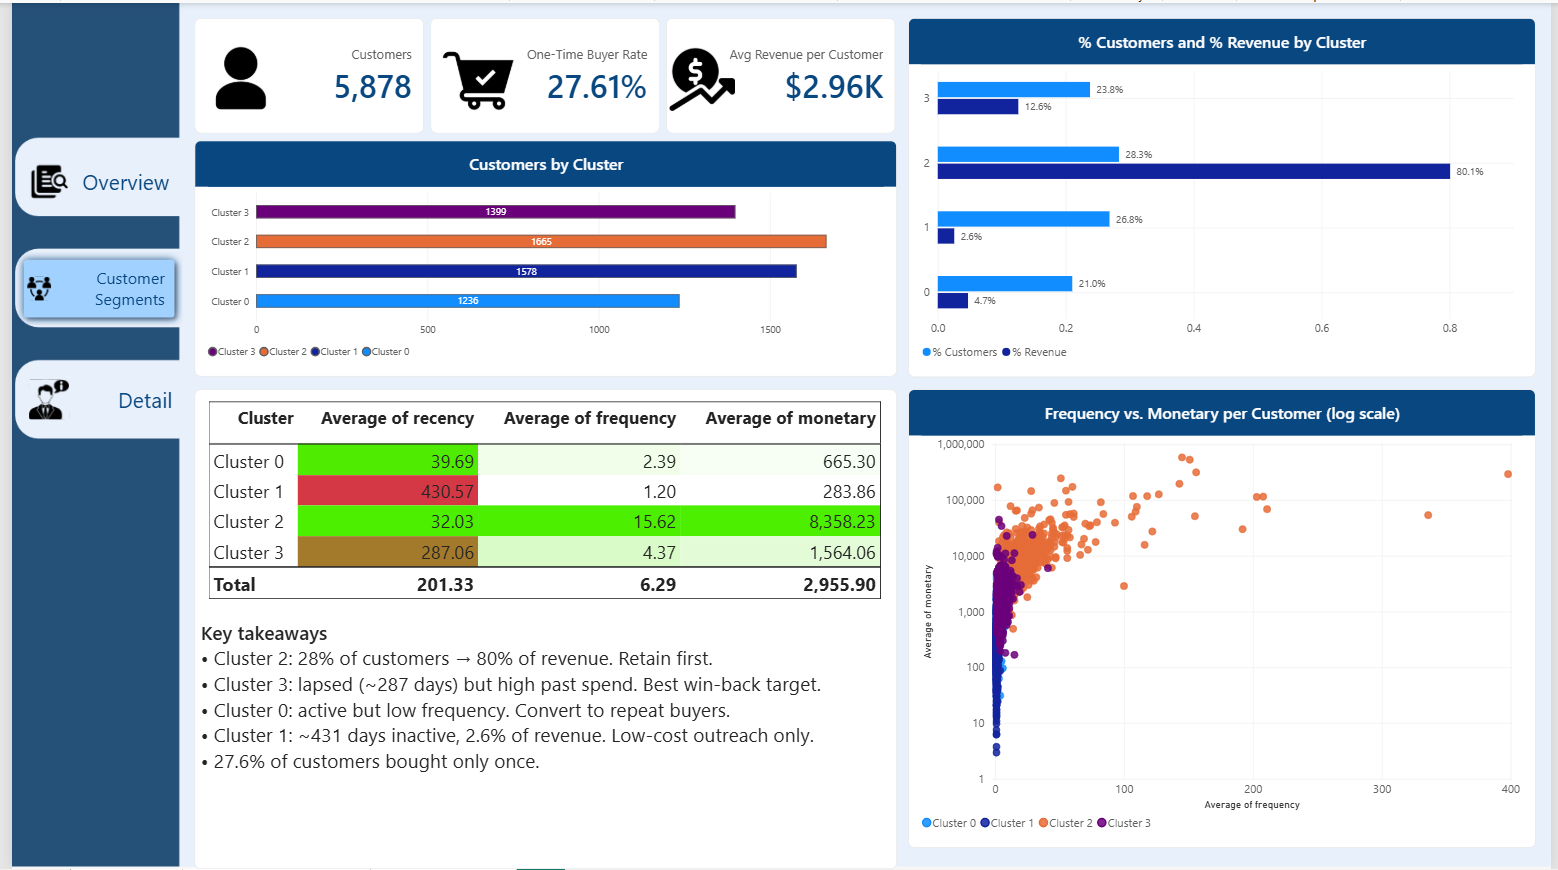 Overview
Customer
Segments
Detail
Customers
5,878
One-Time Buyer Rate
27.61%
Avg Revenue per Customer
$2.96K
Customers by Cluster
Cluster 3
1399
Cluster 2
1665
Cluster 1
1578
Cluster 0
1236
0 500 1000 1500
Cluster 3 Cluster 2 Cluster 1 Cluster 0
% Customers and % Revenue by Cluster
3
23.8%
12.6%
2
28.3%
80.1%
1
26.8%
2.6%
0
21.0%
4.7%
0.0 0.2 0.4 0.6 0.8
% Customers % Revenue
Cluster Average of recency Average of frequency Average of monetary
Cluster 0 39.69 2.39 665.30
Cluster 1 430.57 1.20 283.86
Cluster 2 32.03 15.62 8,358.23
Cluster 3 287.06 4.37 1,564.06
Total 201.33 6.29 2,955.90
Key takeaways
• Cluster 2: 28% of customers → 80% of revenue. Retain first.
• Cluster 3: lapsed (~287 days) but high past spend. Best win-back target.
• Cluster 0: active but low frequency. Convert to repeat buyers.
• Cluster 1: ~431 days inactive, 2.6% of revenue. Low-cost outreach only.
• 27.6% of customers bought only once.
Frequency vs. Monetary per Customer (log scale)
Average of monetary
1,000,000
100,000
10,000
1,000
100
10
1
0 100 200 300 400
Average of frequency
Cluster 0 Cluster 1 Cluster 2 Cluster 3